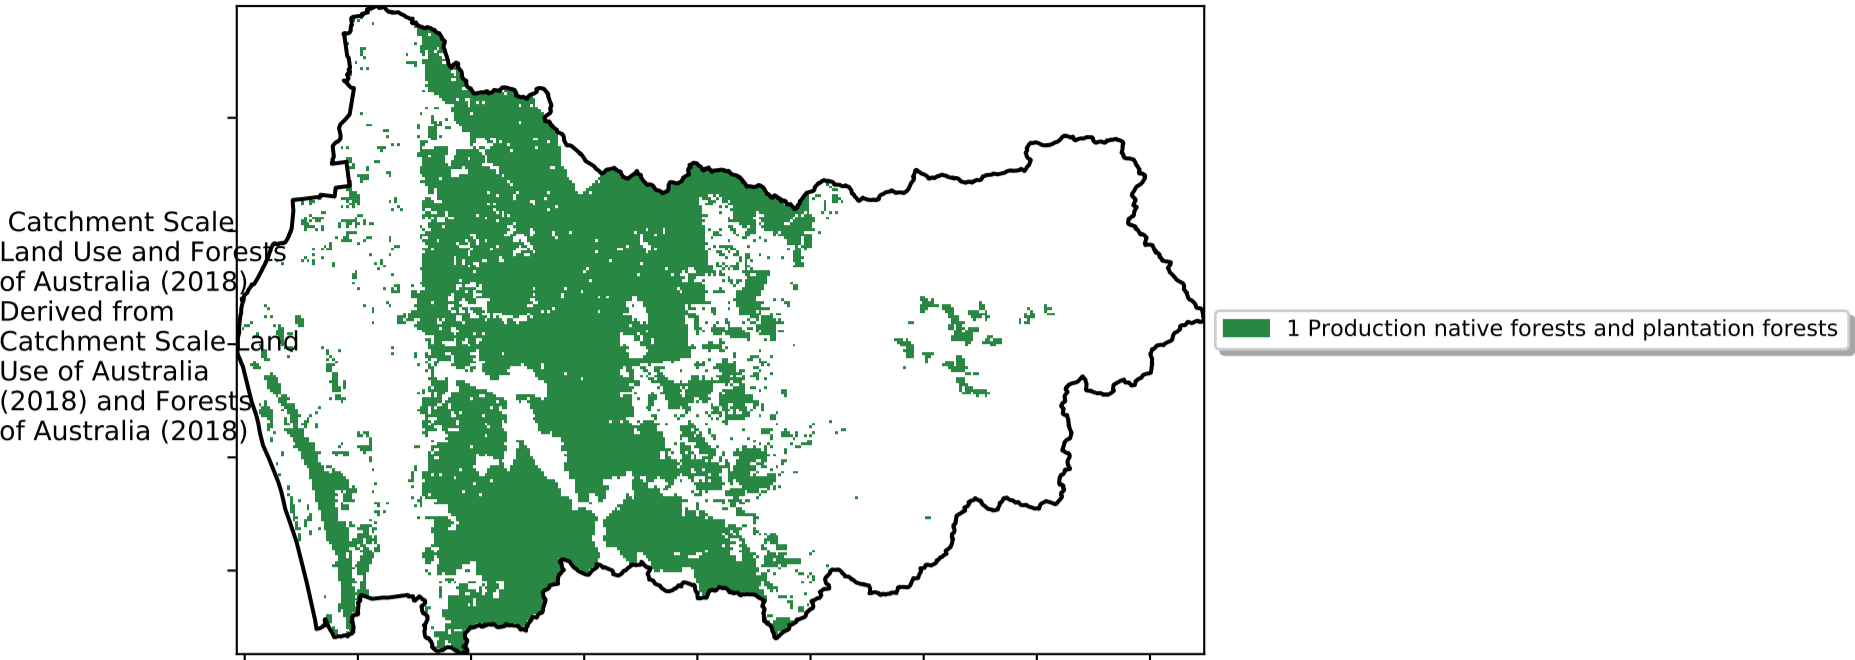 Catchment Scale
Land Use and Forests
of Australia (2018)
Derived from
Catchment Scale Land
Use of Australia
(2018) and Forests
of Australia (2018)
1 Production native forests and plantation forests